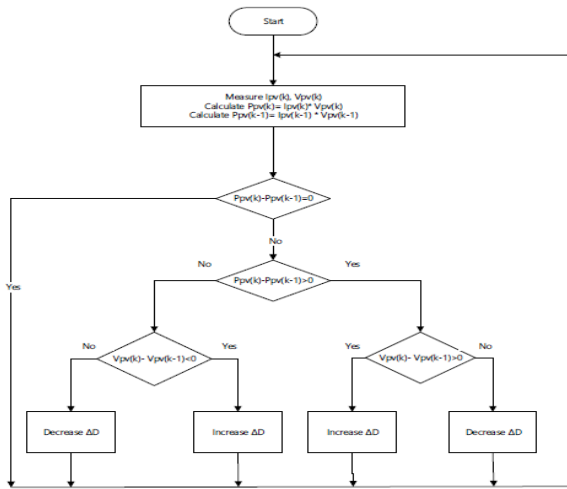 Start
Measure Ipv(k), Vpv(k)
Calculate Ppv(k)= Ipv(k)* Vpv(k)
Calculate Ppv(k-1)= Ipv(k-1) * Vpv(k-1)
Ppv(k)-Ppv(k-1)=0
No
Yes
No
Ppv(k)-Ppv(k-1)>0
Yes
No
Vpv(k)- Vpv(k-1)<0
Yes
Yes
Vpv(k)- Vpv(k-1)>0
No
Decrease ΔD
Increase ΔD
Increase ΔD
Decrease ΔD